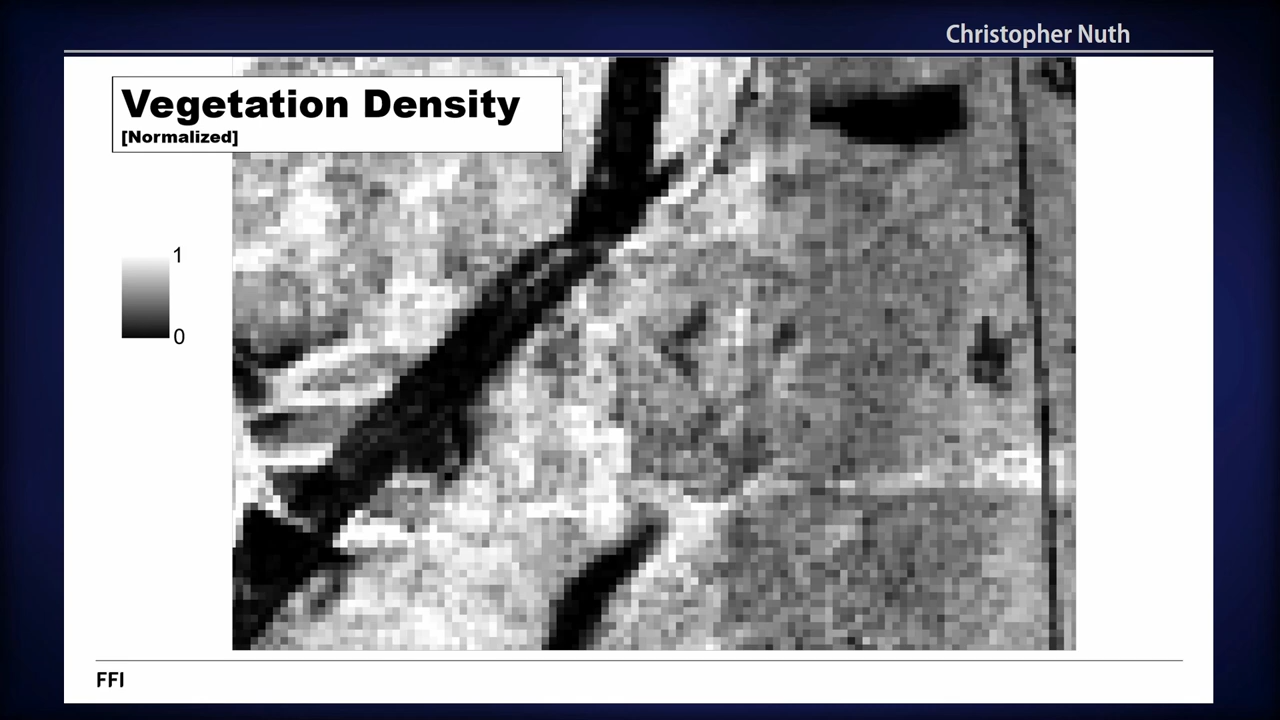 Christopher Nuth
Vegetation Density
[Normalized]
1
0
FFI